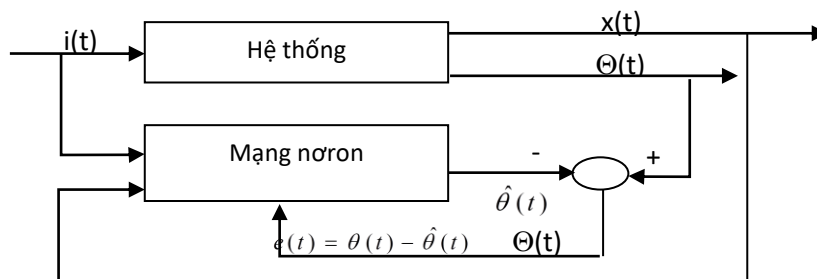 x(t)
i(t)
Hệ thống
Θ(t)
Mạng nơron
-
+
θ̂(t)
e(t) = θ(t) − θ̂(t)
Θ(t)